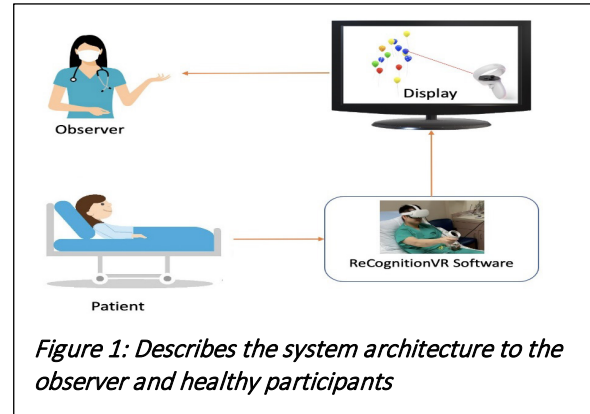 Display
Observer
ReCognitionVR Software
Patient
Figure 1: Describes the system architecture to the
observer and healthy participants